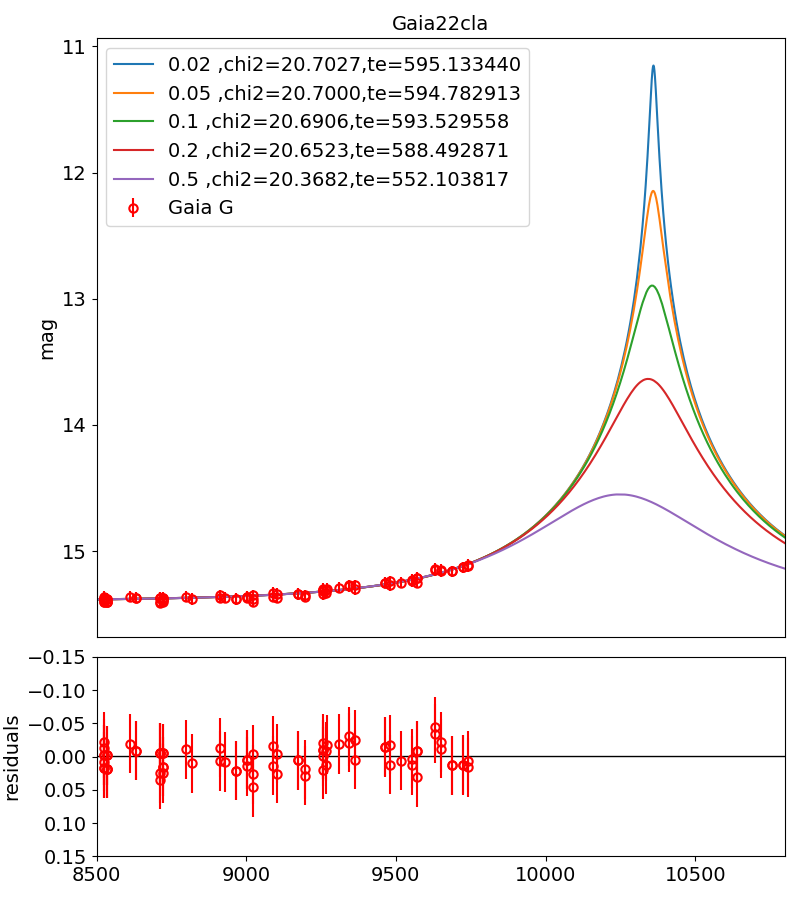 Gaia22cla
11
12
13
14
15
mag
0.02 ,chi2=20.7027,te=595.133440
0.05 ,chi2=20.7000,te=594.782913
0.1 ,chi2=20.6906,te=593.529558
0.2 ,chi2=20.6523,te=588.492871
0.5 ,chi2=20.3682,te=552.103817
Gaia G
−0.15
−0.10
−0.05
0.00
0.05
0.10
0.15
residuals
8500 9000 9500 10000 10500